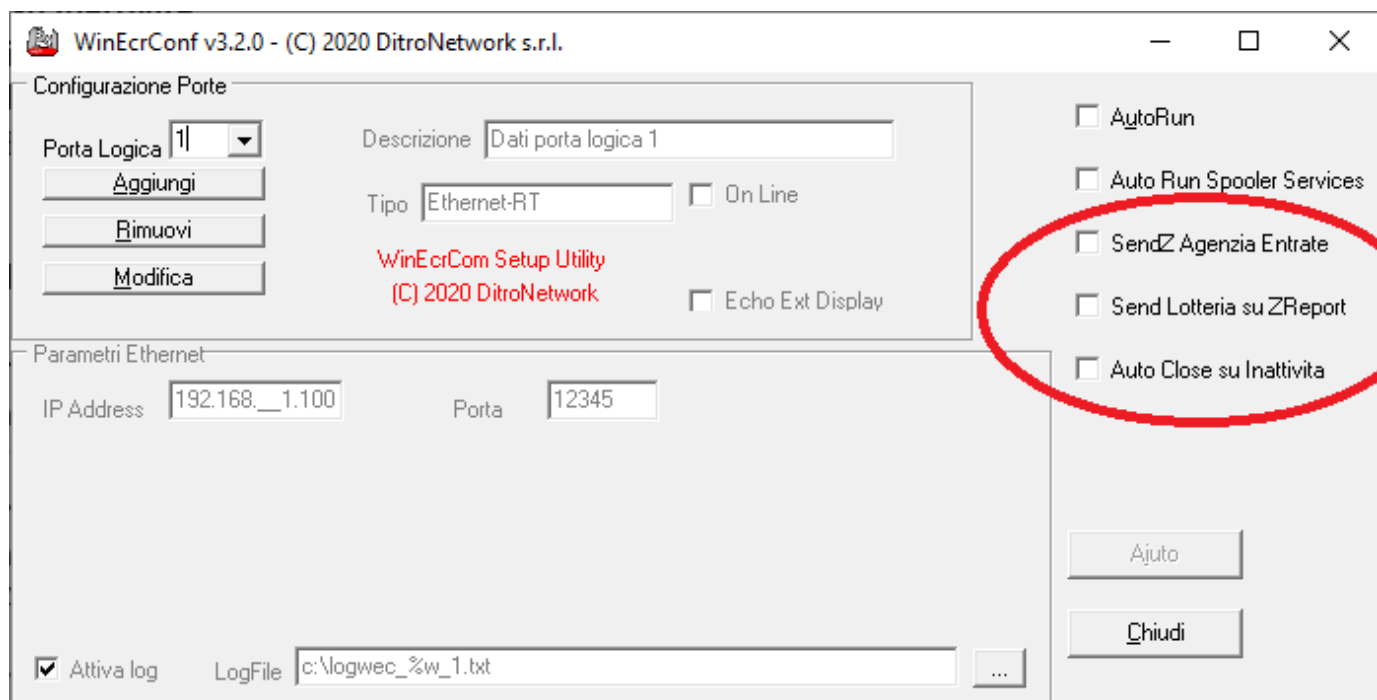 WinEcrConf v3.2.0 - (C) 2020 DitroNetwork s.r.l.
Configurazione Porte
Porta Logica 1
Descrizione Dati porta logica 1
Aggiungi
Tipo Ethernet-RT
On Line
Rimuovi
WinEcrCom Setup Utility
(C) 2020 DitroNetwork
Modifica
Echo Ext Display
AutoRun
Auto Run Spooler Services
SendZ Agenzia Entrate
Send Lotteria su ZReport
Auto Close su Inattivita
Parametri Ethernet
IP Address 192.168.__1.100
Porta 12345
Aiuto
Chiudi
Attiva log
LogFile c:\logwec_%w_1.txt
...